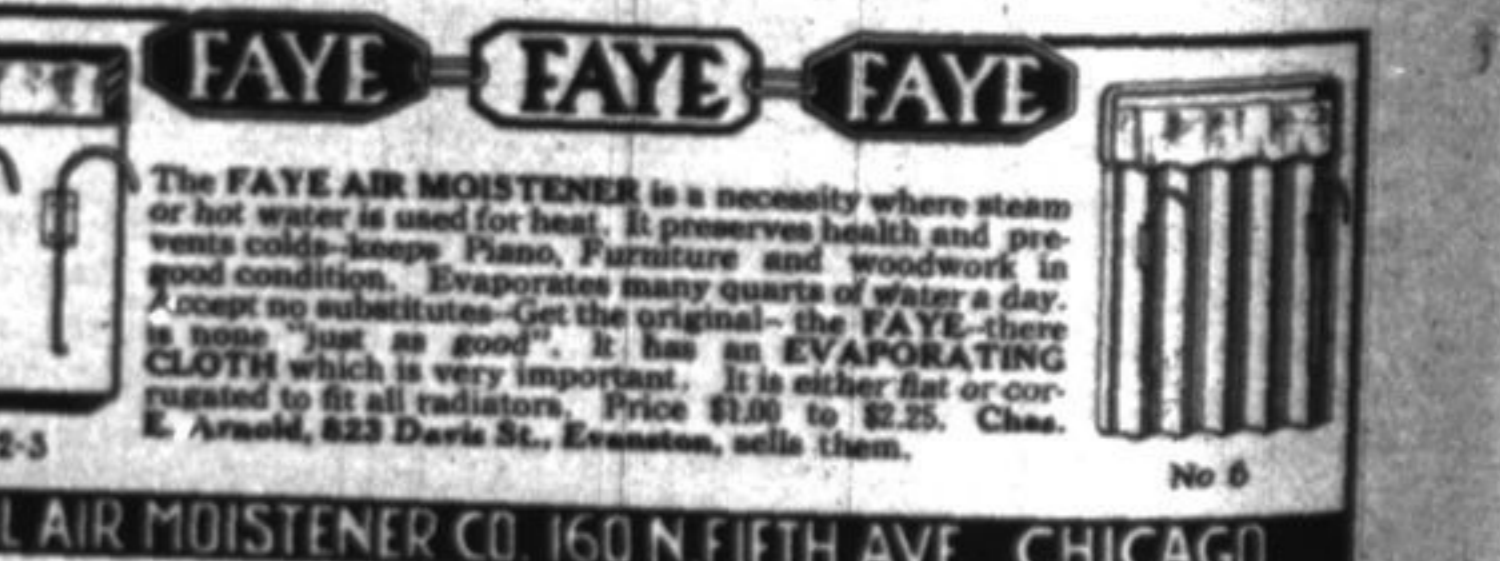 FAYE FAYE FAYE
The FAYE AIR MOISTENER is a necessity where steam
or hot water is used for heat. It preserves health and pre-
vents colds--keeps Piano, Furniture and woodwork in
good condition. Evaporates many quarts of water a day.
Accept no substitutes--Get the original-- the FAYE--there
is none "just as good". It has an EVAPORATING
CLOTH which is very important. It is either flat or cor-
rugated to fit all radiators. Price $1.00 to $2.25. Chas.
E. Arnold, 823 Davis St., Evanston, sells them.
2-3
No 6
L AIR MOISTENER CO. 160 N. FIFTH AVE CHICAGO